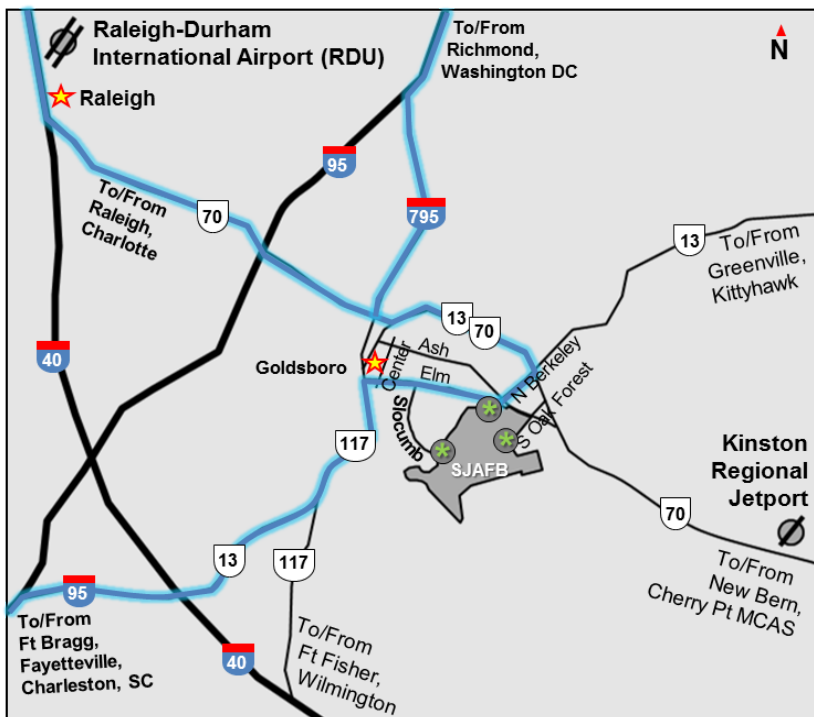 Raleigh-Durham
International Airport (RDU)
To/From
Richmond,
Washington DC
N
Raleigh
95
To/From
Raleigh,
Charlotte
70
795
13
To/From
Greenville,
Kittyhawk
40
13
70
Goldsboro
Center
Ash
Elm
N Berkeley
S Oak Forest
Slocumb
117
SJAFB
Kinston
Regional
Jetport
70
13
117
95
To/From
New Bern,
Cherry Pt MCAS
To/From
Ft Bragg,
Fayetteville,
Charleston, SC
40
To/From
Ft Fisher,
Wilmington